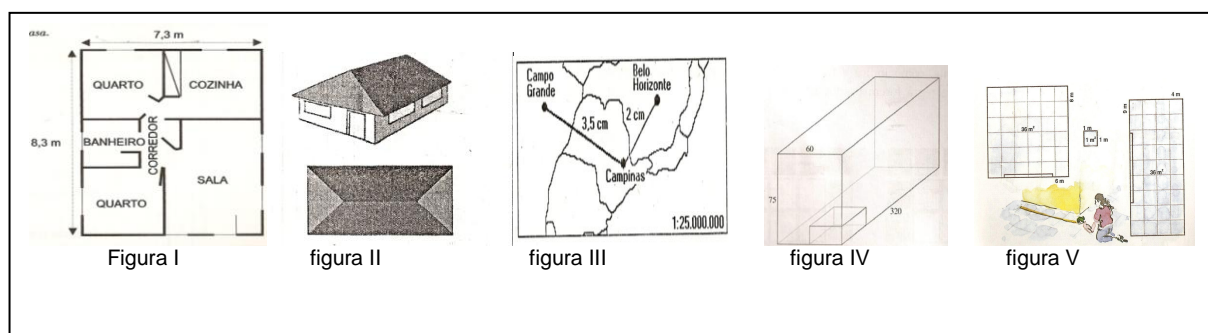 asa.
7,3 m
QUARTO
COZINHA
8,3 m
BANHEIRO
CORREDOR
SALA
QUARTO
Figura I
figura II
Campo
Grande
Belo
Horizonte
3,5 cm
2 cm
Campinas
1:25.000.000
figura III
60
75
320
figura IV
6 m
36 m²
6 m
1 m
1 m²
1 m
4 m
9 m
36 m²
figura V